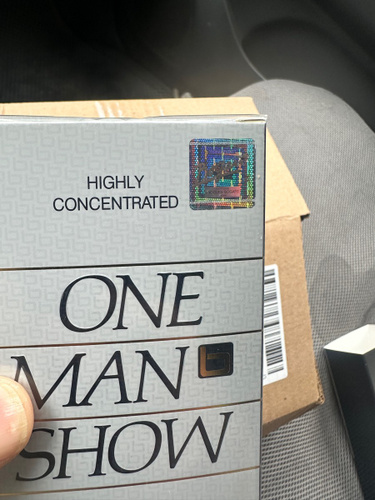 HIGHLY
CONCENTRATED
ONE
MAN
SHOW